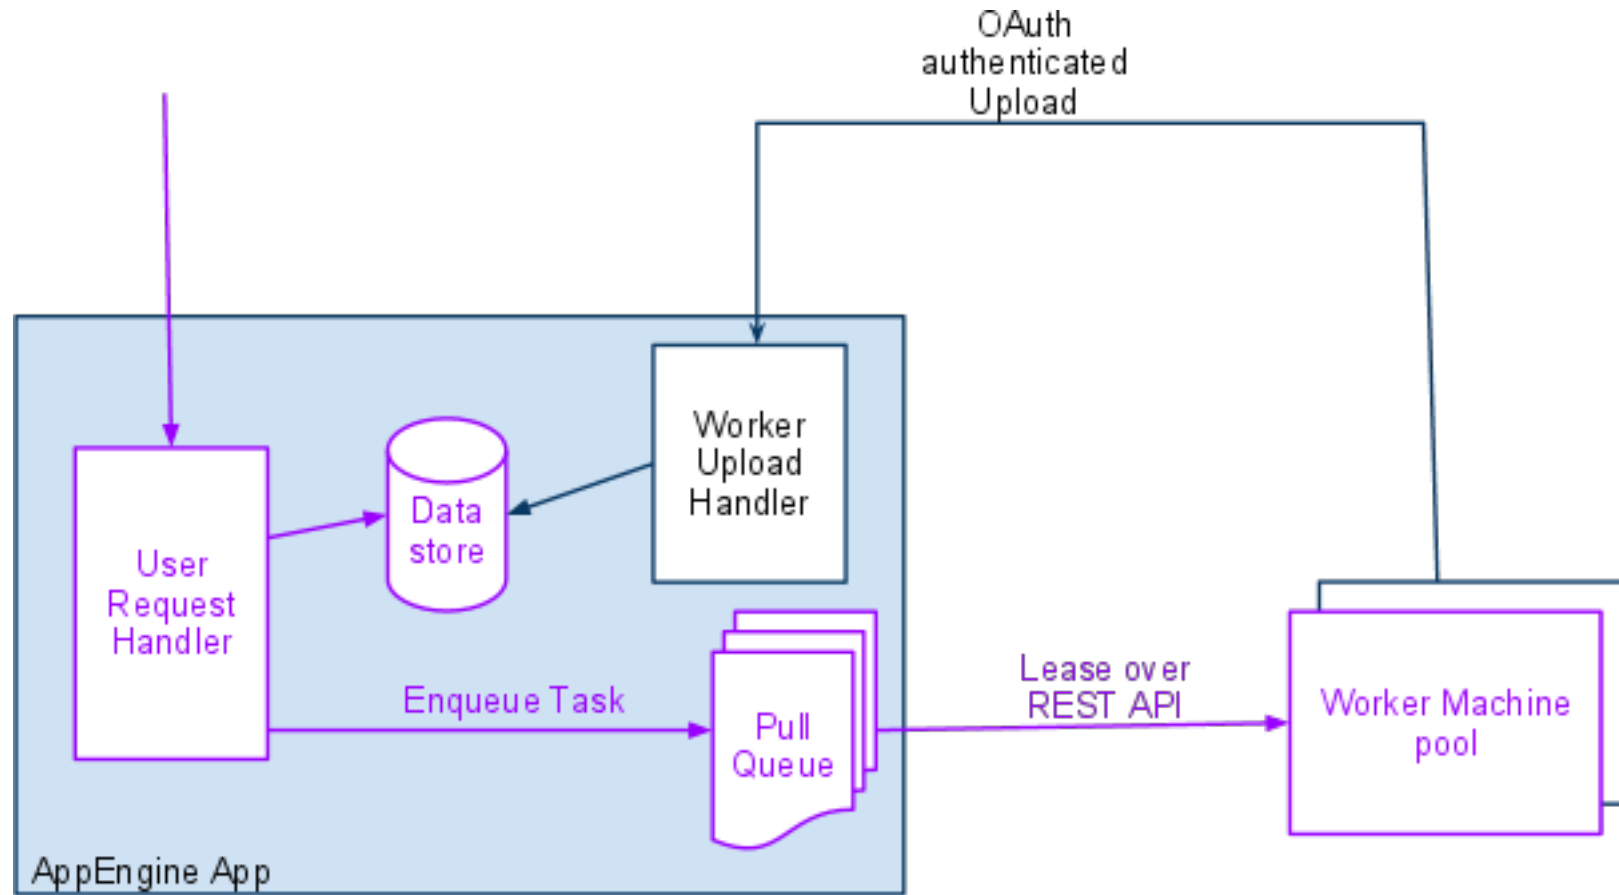 OAuth
authenticated
Upload
Worker
Upload
Handler
Data
store
User
Request
Handler
Enqueue Task
Pull
Queue
Lease over
REST API
Worker Machine
pool
AppEngine App